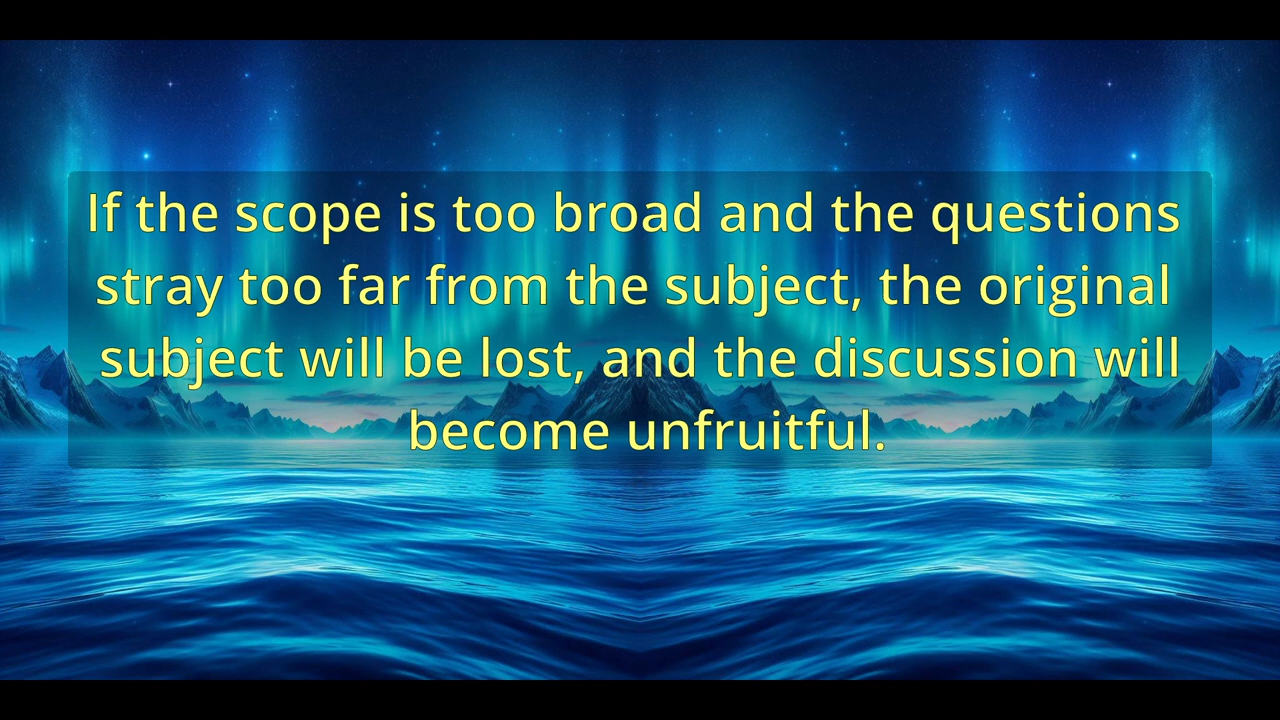 If the scope is too broad and the questions
stray too far from the subject, the original
subject will be lost, and the discussion will
become unfruitful.